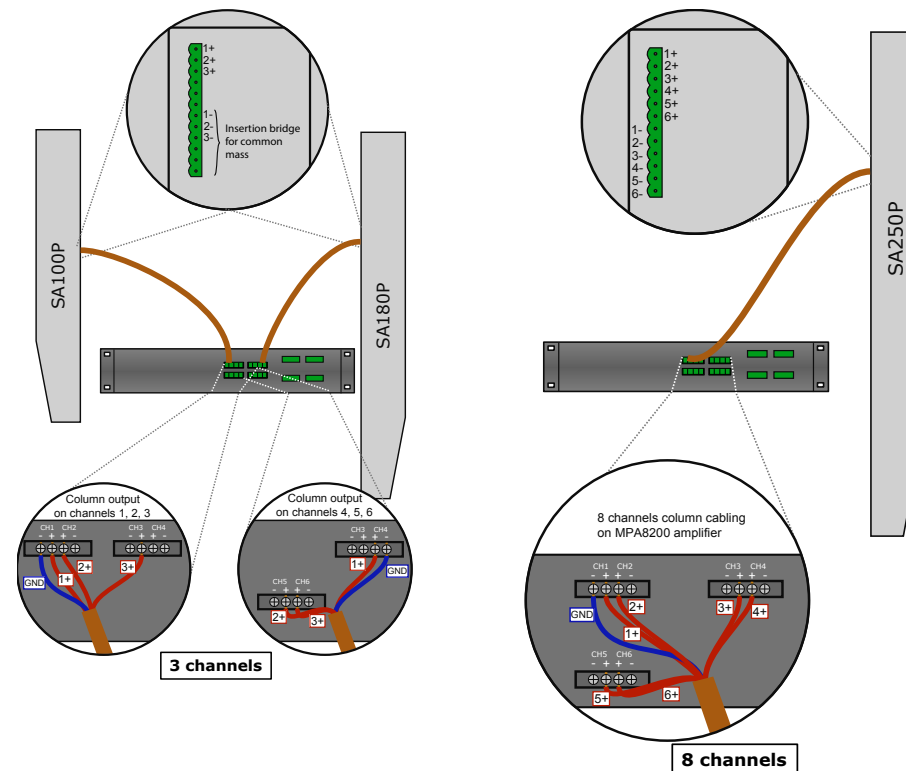 1+
2+
3+
1-
2-
3-
Insertion bridge
for common
mass
SA100P
SA180P
Column output
on channels 1, 2, 3
CH1 CH2
- + + -
CH3 CH4
- + + -
GND
1+
2+
3+
Column output
on channels 4, 5, 6
CH3 CH4
- + + -
1+
GND
CH5 CH6
- + + -
2+
3+
3 channels
1+
2+
3+
4+
5+
6+
1-
2-
3-
4-
5-
6-
SA250P
8 channels column cabling
on MPA8200 amplifier
CH1 CH2
- + + -
CH3 CH4
- + + -
GND
2+
1+
3+
4+
CH5 CH6
- + + -
5+
6+
8 channels